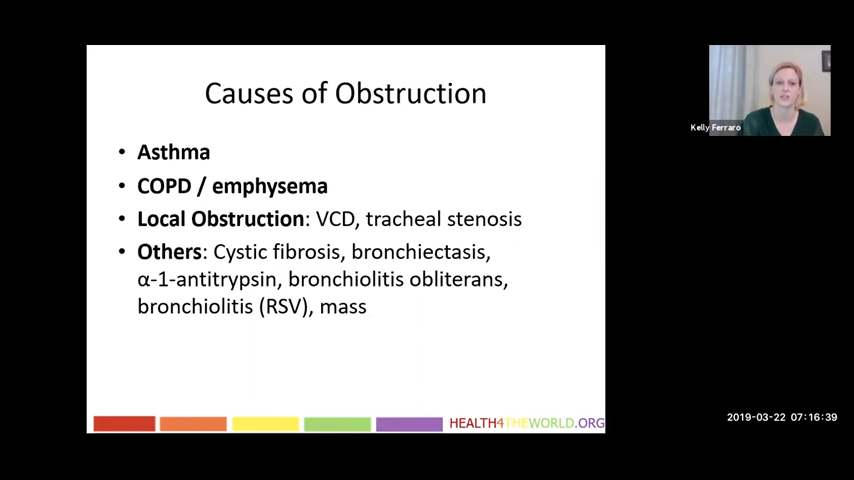 Causes of Obstruction
• Asthma
• COPD / emphysema
• Local Obstruction: VCD, tracheal stenosis
• Others: Cystic fibrosis, bronchiectasis,
α-1-antitrypsin, bronchiolitis obliterans,
bronchiolitis (RSV), mass
HEALTH4THEWORLD.ORG
Kelly Ferraro
2019-03-22 07:16:39